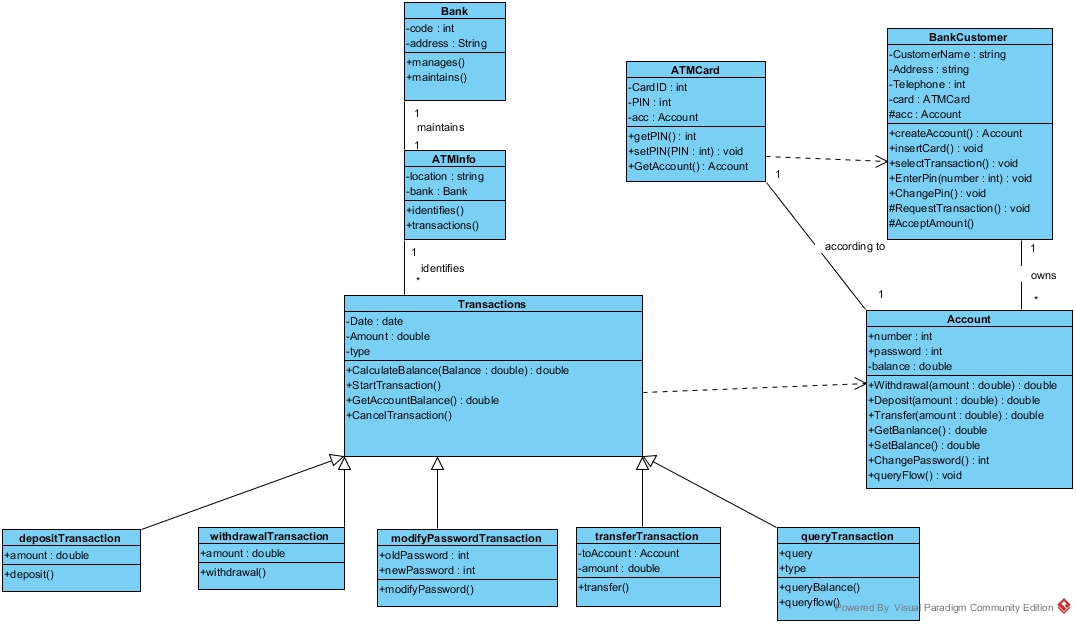 Bank
-code : int
-address : String
+manages()
+maintains()
1
maintains
1
ATMInfo
-location : string
-bank : Bank
+identifies()
+transactions()
1
identifies
*
ATMCard
-CardID : int
-PIN : int
-acc : Account
+getPIN() : int
+setPIN(PIN : int) : void
+GetAccount() : Account
1
according to
1
BankCustomer
-CustomerName : string
-Address : string
-Telephone : int
-card : ATMCard
#acc : Account
+createAccount() : Account
+insertCard() : void
+selectTransaction() : void
+EnterPin(number : int) : void
+ChangePin() : void
#RequestTransaction() : void
#AcceptAmount()
1
owns
*
Transactions
-Date : date
-Amount : double
-type
+CalculateBalance(Balance : double) : double
+StartTransaction()
+GetAccountBalance() : double
+CancelTransaction()
Account
+number : int
+password : int
-balance : double
+Withdrawal(amount : double) : double
+Deposit(amount : double) : double
+Transfer(amount : double) : double
+GetBanlance() : double
+SetBalance() : double
+ChangePassword() : int
+queryFlow() : void
depositTransaction
+amount : double
+deposit()
withdrawalTransaction
+amount : double
+withdrawal()
modifyPasswordTransaction
+oldPassword : int
+newPassword : int
+modifyPassword()
transferTransaction
-toAccount : Account
-amount : double
+transfer()
queryTransaction
+query
+type
+queryBalance()
+queryflow()
Powered By Visual Paradigm Community Edition